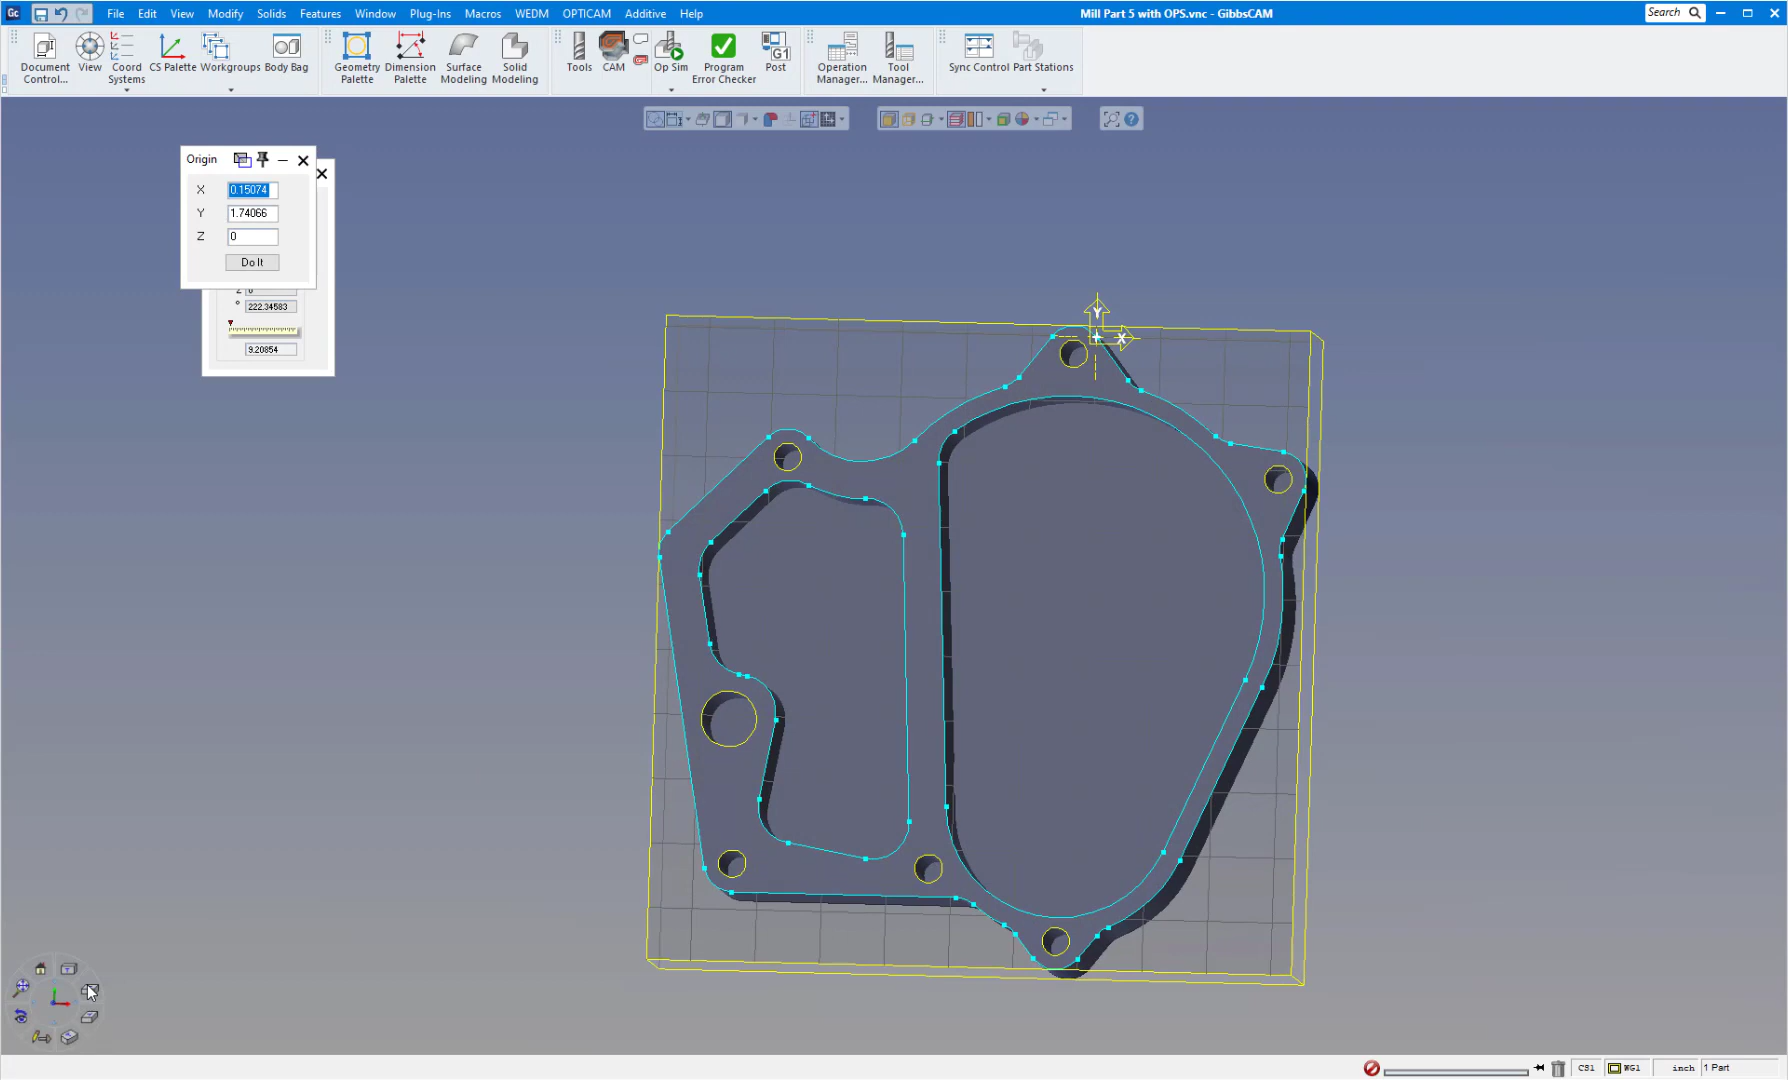 Gc File Edit View Modify Solids Features Window Plug-Ins Macros WEDM OPTICAM Additive Help
Mill Part 5 with OPS.vnc - GibbsCAM
Search
Document Control...
View
Coord Systems
CS Palette
Workgroups
Body Bag
Geometry Palette
Dimension Palette
Surface Modeling
Solid Modeling
Tools
CAM
Op Sim
Program Error Checker
G1
Post
Operation Manager...
Tool Manager...
Sync Control
Part Stations
Origin
X 0.15074
Y 1.74066
Z 0
Do It
° 222.34583
9.20854
Y
X
CS1
WG1
inch
1 Part